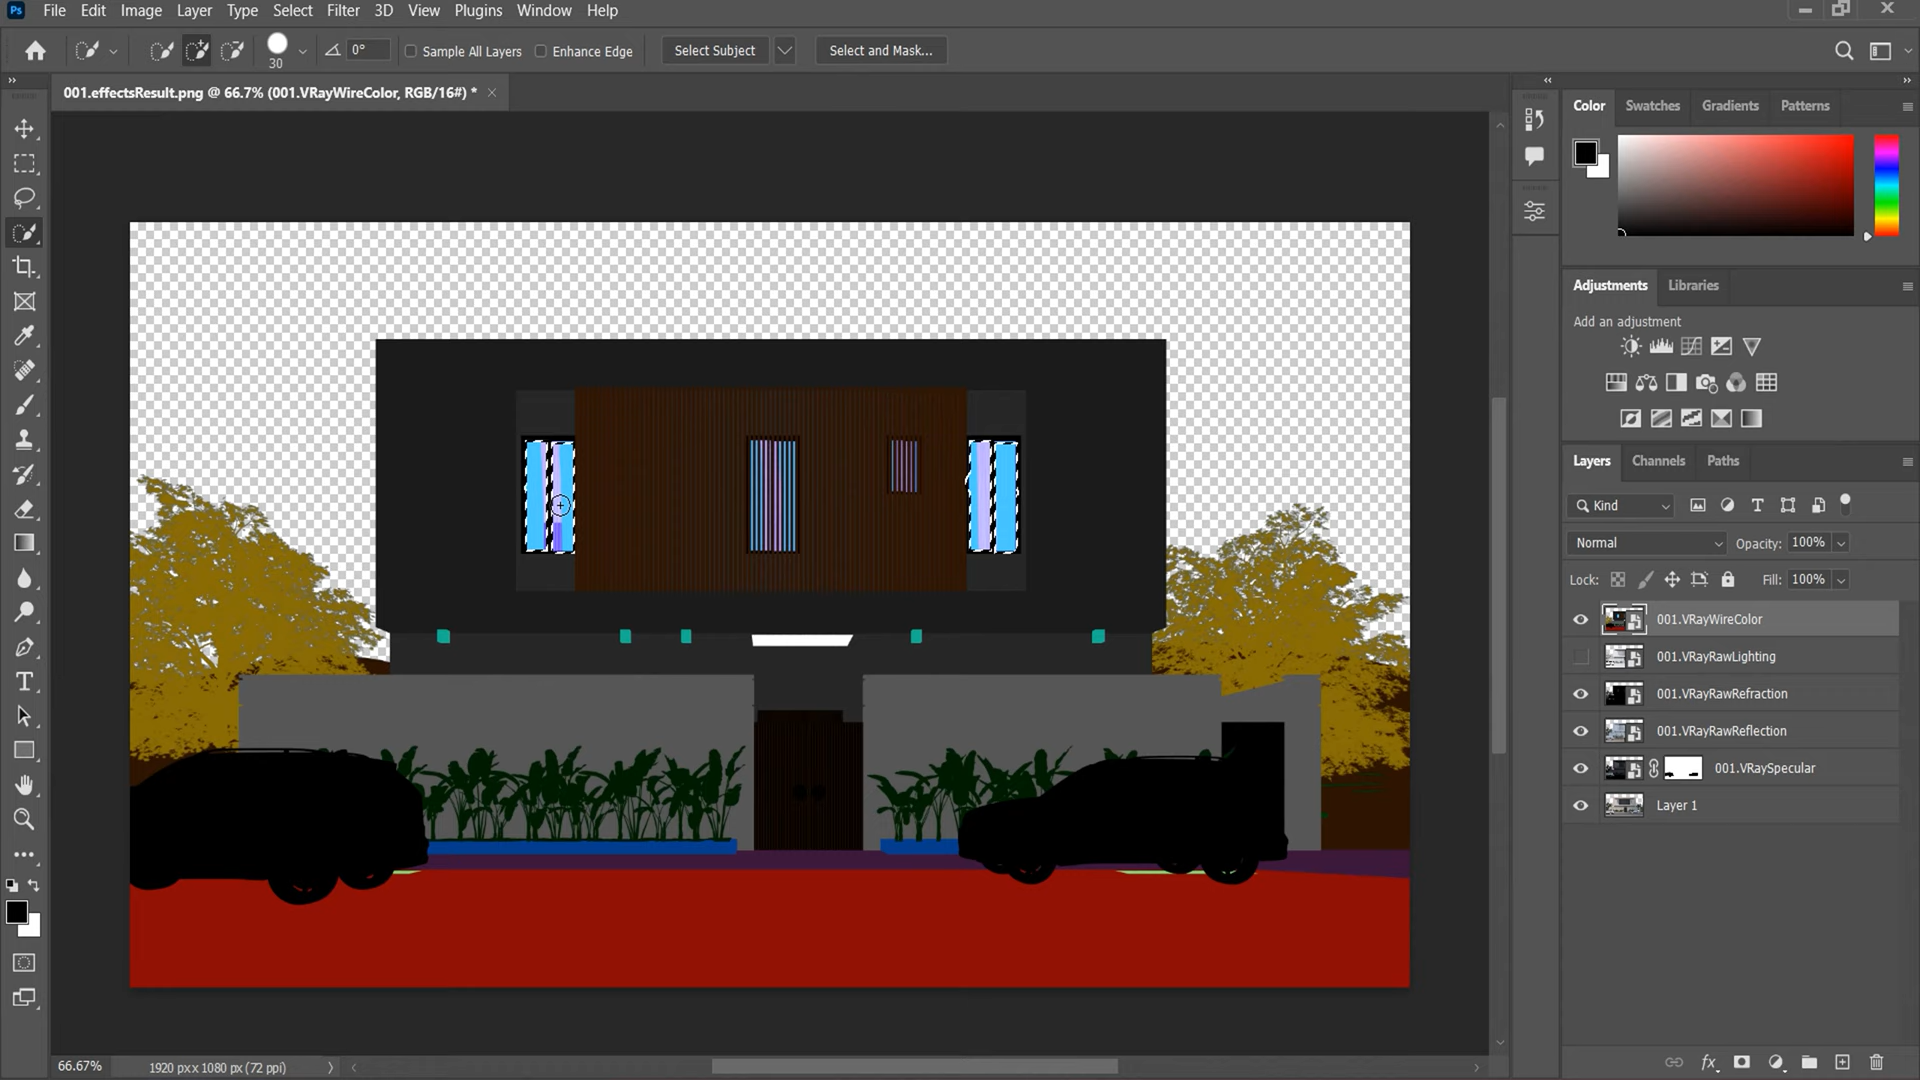 Ps File Edit Image Layer Type Select Filter 3D View Plugins Window Help
30 0° Sample All Layers Enhance Edge Select Subject Select and Mask...
001.effectsResult.png @ 66.7% (001.VRayWireColor, RGB/16#) *
Color Swatches Gradients Patterns
Adjustments Libraries
Add an adjustment
Layers Channels Paths
Kind
Normal Opacity: 100%
Lock: Fill: 100%
001.VRayWireColor
001.VRayRawLighting
001.VRayRawRefraction
001.VRayRawReflection
001.VRaySpecular
Layer 1
66.67% 1920 px x 1080 px (72 ppi)
fx